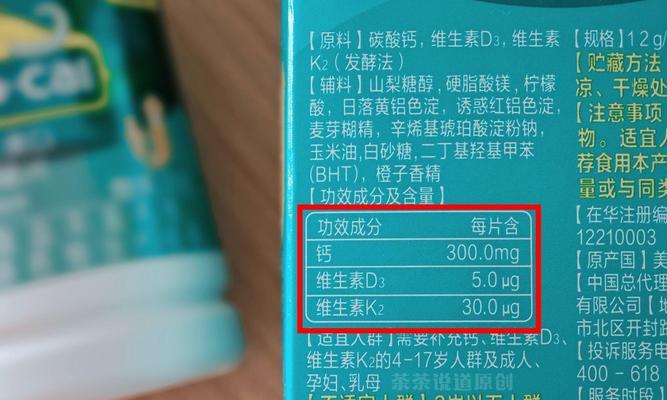 -cal
【原料】碳酸钙，维生素D3，维生素
K2（发酵法）
【辅料】山梨糖醇，硬脂酸镁，柠檬
酸，日落黄铝色淀，诱惑红铝色淀，
麦芽糊精，辛烯基琥珀酸淀粉钠，
玉米油，白砂糖，二丁基羟基甲苯
(BHT)，橙子香精
【功效成分及含量】
功效成分 每片含
钙 300.0mg
维生素D3 5.0μg
维生素K2 30.0μg
【适宜人群】需要补充钙、维生素D3、
维生素K2的4-17岁人群及成人、
孕妇、乳母
茶茶说道原创
【规格】1.2g/
【贮藏方法
凉、干燥处
【注意事项
物。适宜人
荐食用本产
量或与同类
【在华注册编
12210003
【原产国】美
【中国总代理
有限公司【地
市北区开封路
【投诉服务电
400-618
【服务时段】